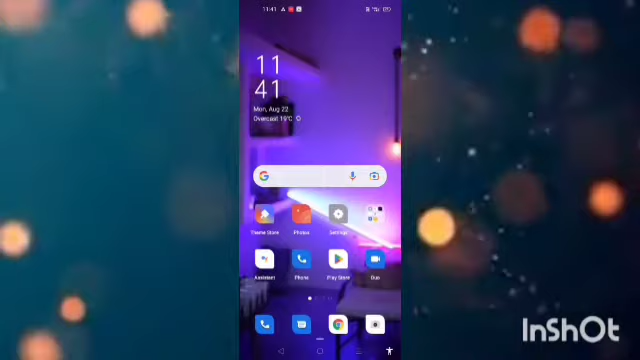 11:41
11
41
Mon, Aug 22
Overcast 19°C
Theme Store
Photos
Settings
Assistant
Phone
Play Store
Duo
InShOt